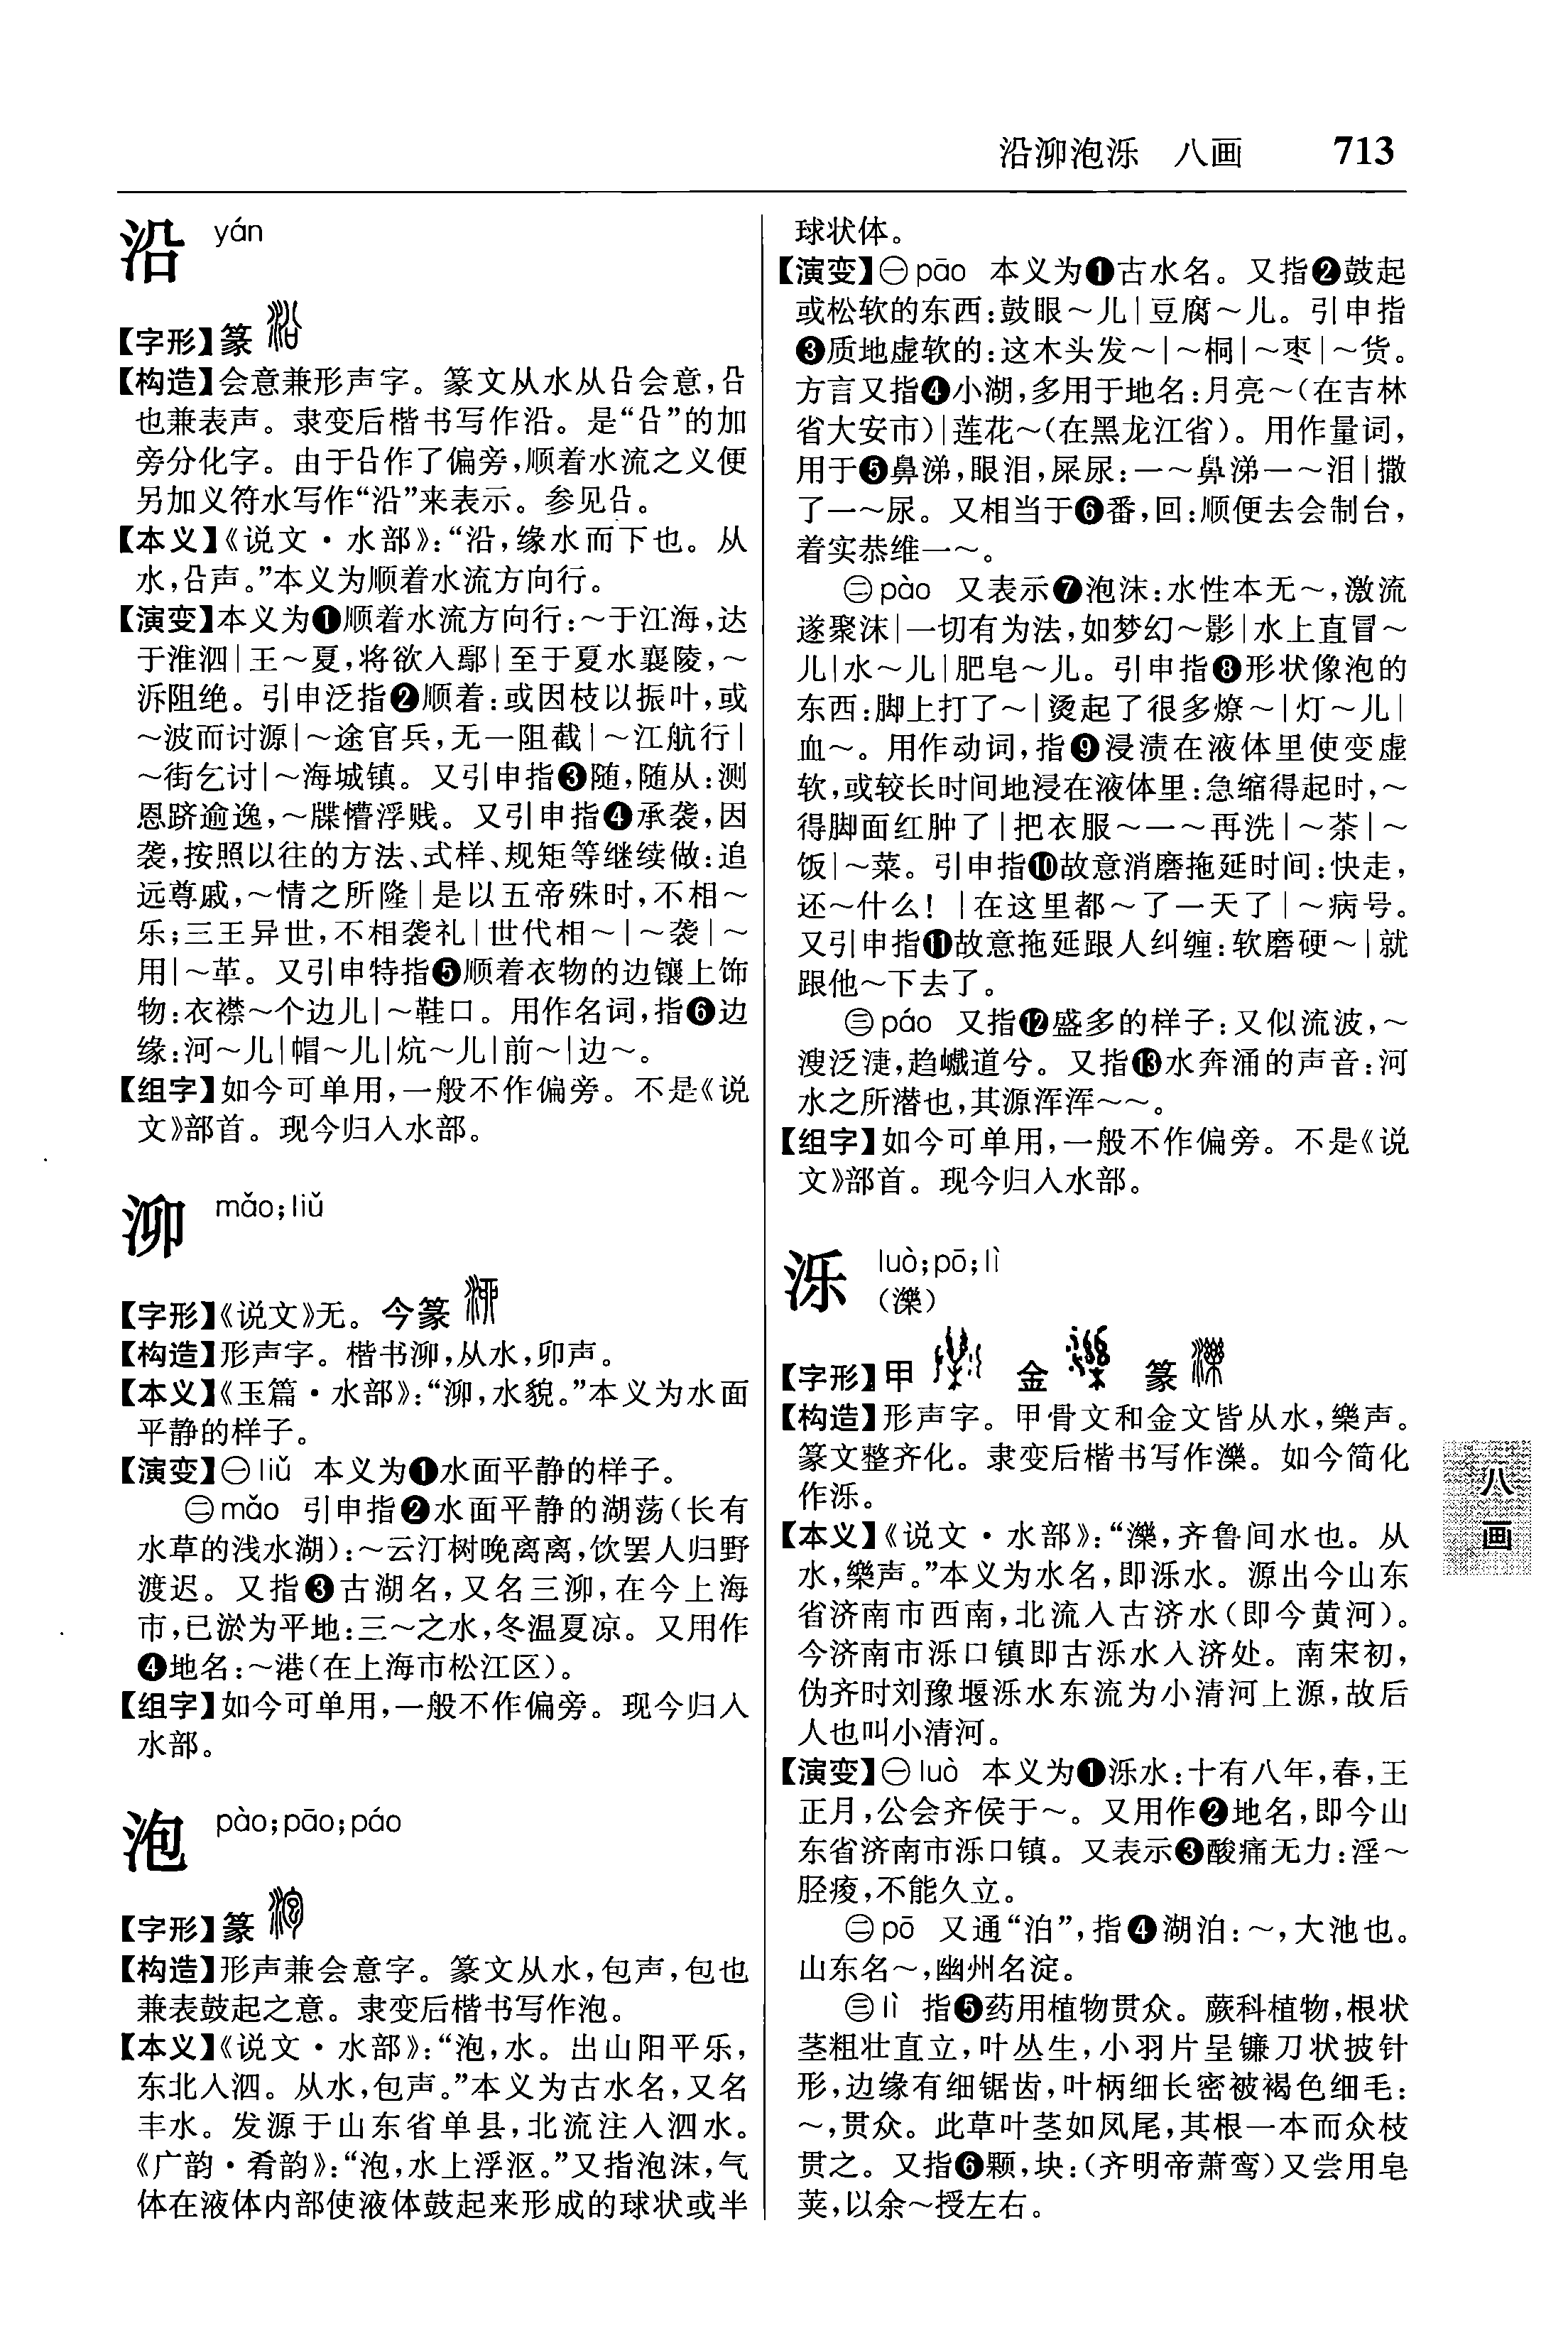 沿泖泡泺 八画 713
沿 yán
【字形】篆
【构造】会意兼形声字。篆文从水从㕣会意,㕣
也兼表声。隶变后楷书写作沿。是“㕣”的加
旁分化字。由于㕣作了偏旁,顺着水流之义便
另加义符水写作“沿”来表示。参见㕣。
【本义】《说文·水部》:“沿,缘水而下也。从
水,㕣声。”本义为顺着水流方向行。
【演变】本义为❶顺着水流方向行:~于江海,达
于淮泗|王~夏,将欲入鄢|至于夏水襄陵,~
泝阻绝。引申泛指❷顺着:或因枝以振叶,或
~波而讨源|~途官兵,无一阻截|~江航行|
~街乞讨|~海城镇。又引申指❸随,随从:测
恩跻逾逸,~牒懵浮贱。又引申指❹承袭,因
袭,按照以往的方法、式样、规矩等继续做:追
远尊戚,~情之所隆|是以五帝殊时,不相~
乐;三王异世,不相袭礼|世代相~|~袭|~
用|~革。又引申特指❺顺着衣物的边镶上饰
物:衣襟~个边儿|~鞋口。用作名词,指❻边
缘:河~儿|帽~儿|炕~儿|前~|边~。
【组字】如今可单用,一般不作偏旁。不是《说
文》部首。现今归入水部。
泖 mǎo;liǔ
【字形】《说文》无。今篆
【构造】形声字。楷书泖,从水,卯声。
【本义】《玉篇·水部》:“泖,水貌。”本义为水面
平静的样子。
【演变】㊀liǔ 本义为❶水面平静的样子。
㊁mǎo 引申指❷水面平静的湖荡(长有
水草的浅水湖):~云汀树晚离离,饮罢人归野
渡迟。又指❸古湖名,又名三泖,在今上海
市,已淤为平地:三~之水,冬温夏凉。又用作
❹地名:~港(在上海市松江区)。
【组字】如今可单用,一般不作偏旁。现今归入
水部。
泡 pào;pāo;páo
【字形】篆
【构造】形声兼会意字。篆文从水,包声,包也
兼表鼓起之意。隶变后楷书写作泡。
【本义】《说文·水部》:“泡,水。出山阳平乐,
东北入泗。从水,包声。”本义为古水名,又名
丰水。发源于山东省单县,北流注入泗水。
《广韵·肴韵》:“泡,水上浮沤。”又指泡沫,气
体在液体内部使液体鼓起来形成的球状或半
球状体。
【演变】㊀pāo 本义为❶古水名。又指❷鼓起
或松软的东西:鼓眼~儿|豆腐~儿。引申指
❸质地虚软的:这木头发~|~桐|~枣|~货。
方言又指❹小湖,多用于地名:月亮~(在吉林
省大安市)|莲花~(在黑龙江省)。用作量词,
用于❺鼻涕,眼泪,屎尿:一~鼻涕一~泪|撒
了一~尿。又相当于❻番,回:顺便去会制台,
着实恭维一~。
㊁pào 又表示❼泡沫:水性本无~,激流
遂聚沫|一切有为法,如梦幻~影|水上直冒~
儿|水~儿|肥皂~儿。引申指❽形状像泡的
东西:脚上打了~|烫起了很多燎~|灯~儿|
血~。用作动词,指❾浸渍在液体里使变虚
软,或较长时间地浸在液体里:急缩得起时,~
得脚面红肿了|把衣服~一~再洗|~茶|~
饭|~菜。引申指❿故意消磨拖延时间:快走,
还~什么!|在这里都~了一天了|~病号。
又引申指⓫故意拖延跟人纠缠:软磨硬~|就
跟他~下去了。
㊂páo 又指⓬盛多的样子:又似流波,~
溲泛㴝,趋巇道兮。又指⓭水奔涌的声音:河
水之所潜也,其源浑浑~~。
【组字】如今可单用,一般不作偏旁。不是《说
文》部首。现今归入水部。
泺 luò;pō;lì
(濼)
【字形】甲 金 篆
【构造】形声字。甲骨文和金文皆从水,樂声。
篆文整齐化。隶变后楷书写作濼。如今简化
作泺。
【本义】《说文·水部》:“濼,齐鲁间水也。从
水,樂声。”本义为水名,即泺水。源出今山东
省济南市西南,北流入古济水(即今黄河)。
今济南市泺口镇即古泺水入济处。南宋初,
伪齐时刘豫堰泺水东流为小清河上源,故后
人也叫小清河。
【演变】㊀luò 本义为❶泺水:十有八年,春,王
正月,公会齐侯于~。又用作❷地名,即今山
东省济南市泺口镇。又表示❸酸痛无力:淫~
胫痠,不能久立。
㊁pō 又通“泊”,指❹湖泊:~,大池也。
山东名~,幽州名淀。
㊂lì 指❺药用植物贯众。蕨科植物,根状
茎粗壮直立,叶丛生,小羽片呈镰刀状披针
形,边缘有细锯齿,叶柄细长密被褐色细毛:
~,贯众。此草叶茎如凤尾,其根一本而众枝
贯之。又指❻颗,块:(齐明帝萧鸾)又尝用皂
荚,以余~授左右。
八
画